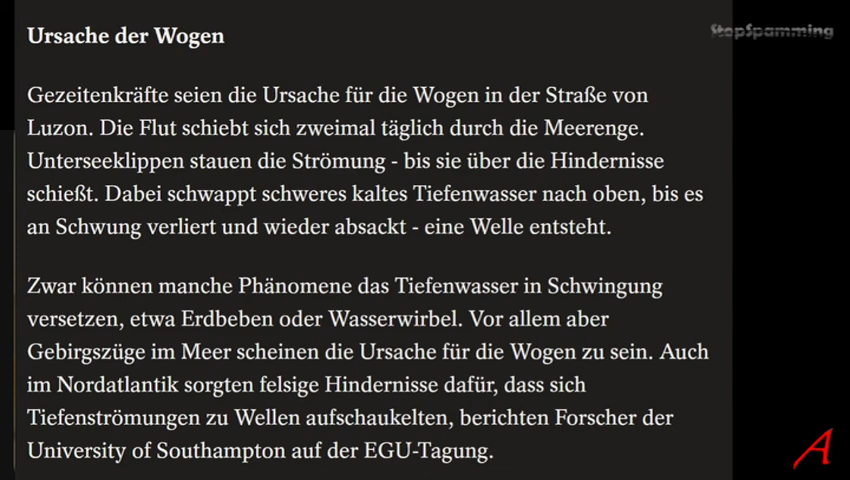 StopSpamming
Ursache der Wogen
Gezeitenkräfte seien die Ursache für die Wogen in der Straße von
Luzon. Die Flut schiebt sich zweimal täglich durch die Meerenge.
Unterseeklippen stauen die Strömung - bis sie über die Hindernisse
schießt. Dabei schwappt schweres kaltes Tiefenwasser nach oben, bis es
an Schwung verliert und wieder absackt - eine Welle entsteht.
Zwar können manche Phänomene das Tiefenwasser in Schwingung
versetzen, etwa Erdbeben oder Wasserwirbel. Vor allem aber
Gebirgszüge im Meer scheinen die Ursache für die Wogen zu sein. Auch
im Nordatlantik sorgten felsige Hindernisse dafür, dass sich
Tiefenströmungen zu Wellen aufschaukelten, berichten Forscher der
University of Southampton auf der EGU-Tagung.
A